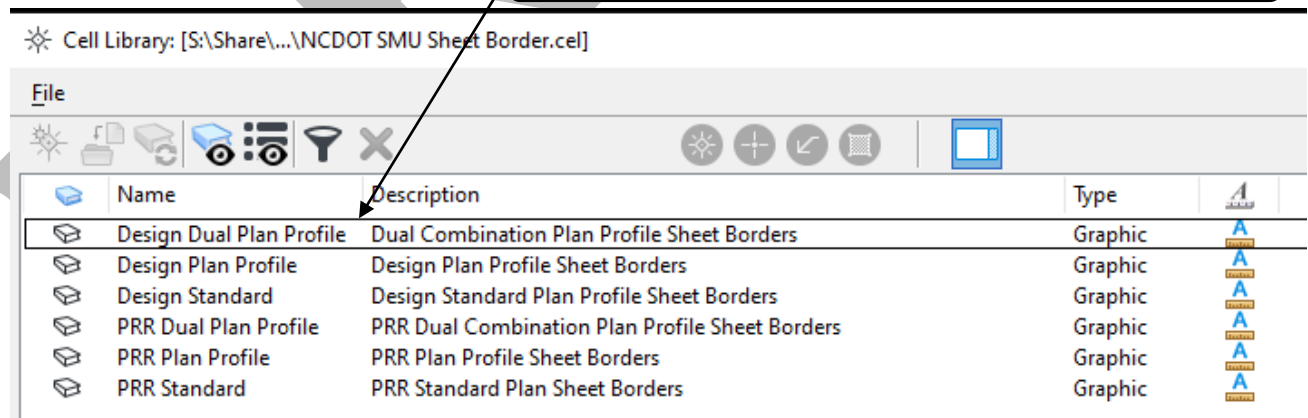 Cell Library: [S:\Share\...\NCDOT SMU Sheet Border.cel]
File
Name Description Type
Design Dual Plan Profile Dual Combination Plan Profile Sheet Borders Graphic
Design Plan Profile Design Plan Profile Sheet Borders Graphic
Design Standard Design Standard Plan Profile Sheet Borders Graphic
PRR Dual Plan Profile PRR Dual Combination Plan Profile Sheet Borders Graphic
PRR Plan Profile PRR Plan Profile Sheet Borders Graphic
PRR Standard PRR Standard Plan Sheet Borders Graphic